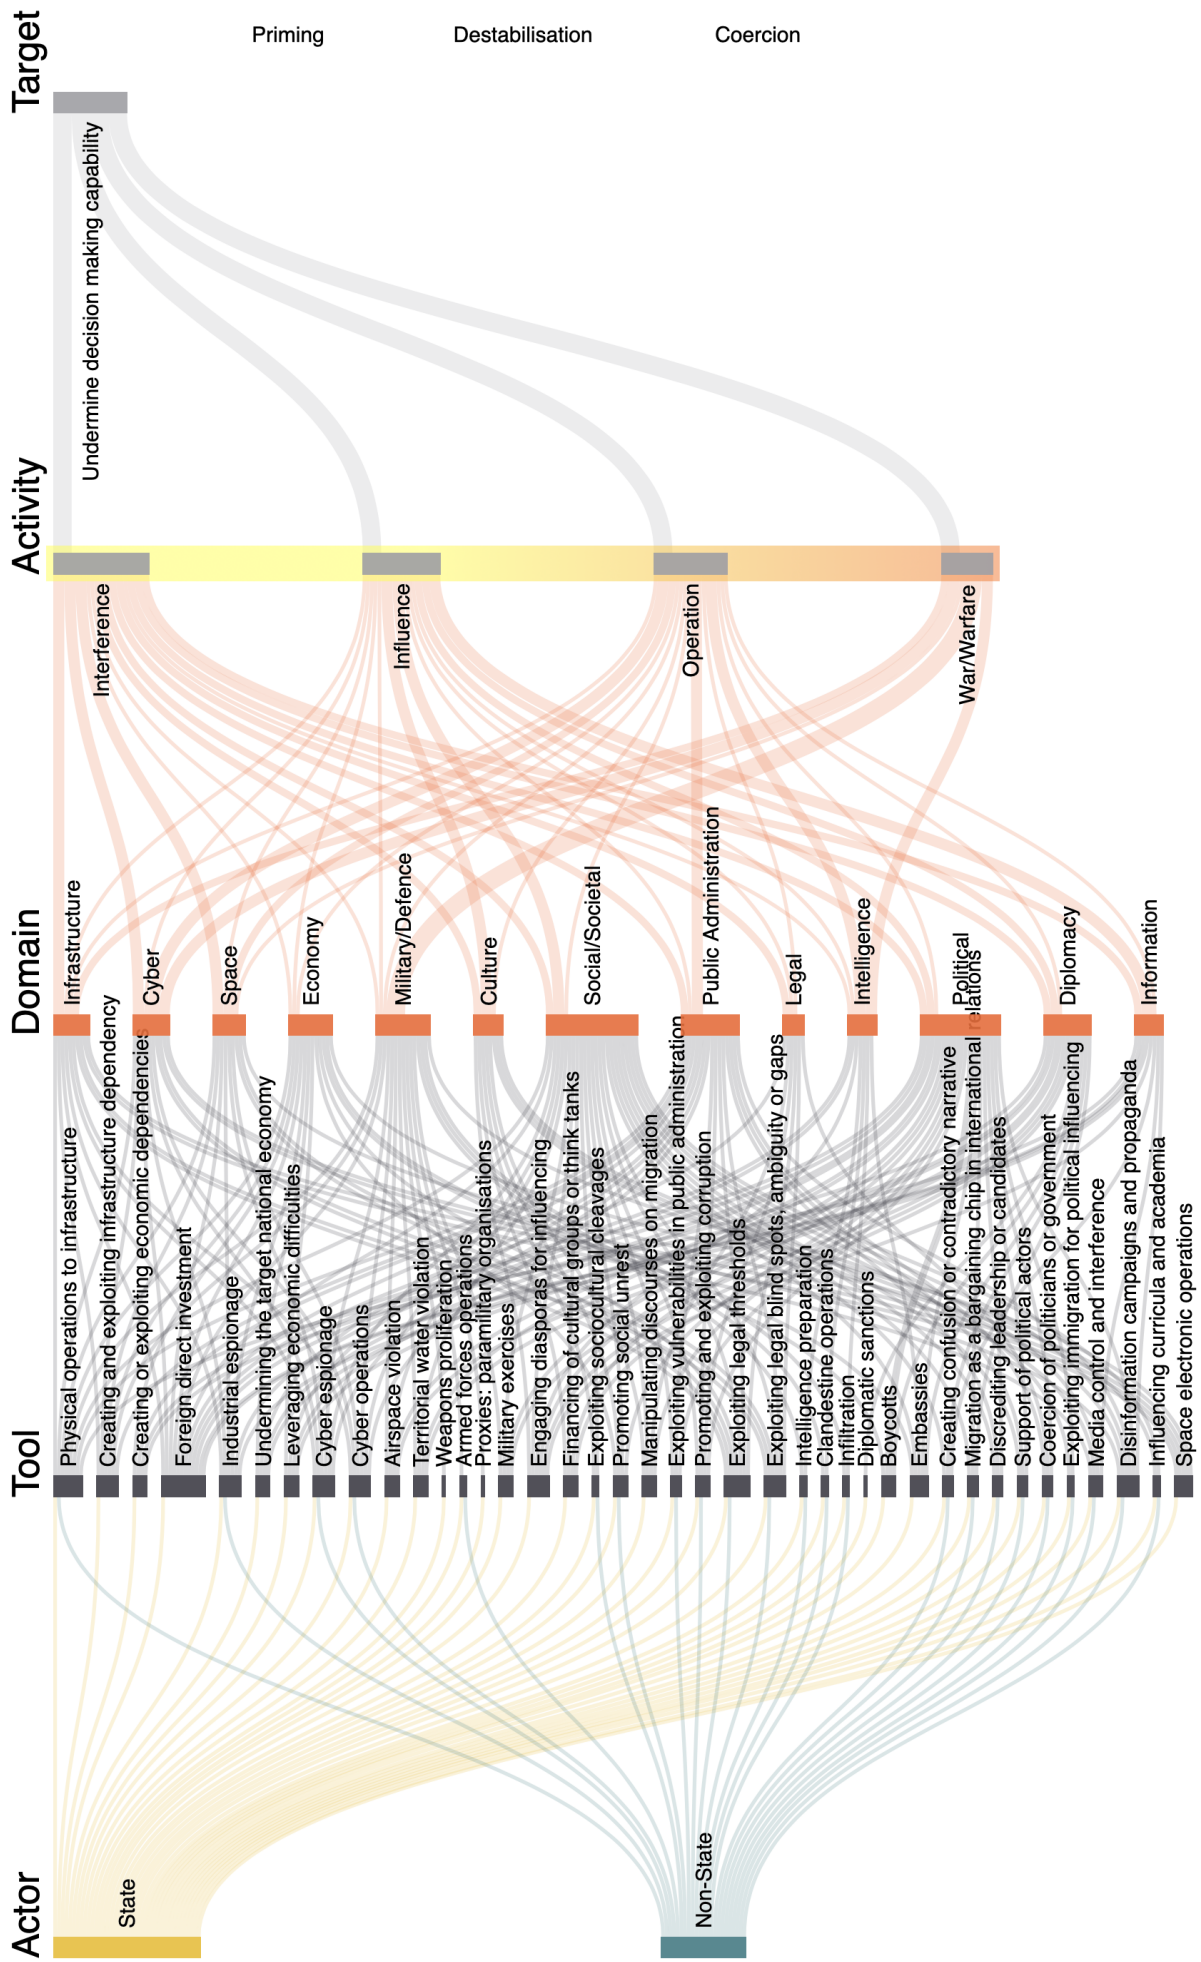 Actor
Tool
Domain
Activity
Target
State
Non-State
Physical operations to infrastructure
Creating and exploiting infrastructure dependency
Creating or exploiting economic dependencies
Foreign direct investment
Industrial espionage
Undermining the target national economy
Leveraging economic difficulties
Cyber espionage
Cyber operations
Airspace violation
Territorial water violation
Weapons proliferation
Armed forces operations
Proxies: paramilitary organisations
Military exercises
Engaging diasporas for influencing
Financing of cultural groups or think tanks
Exploiting sociocultural cleavages
Promoting social unrest
Manipulating discourses on migration
Exploiting vulnerabilities in public administration
Promoting and exploiting corruption
Exploiting legal thresholds
Exploiting legal blind spots, ambiguity or gaps
Intelligence preparation
Clandestine operations
Infiltration
Diplomatic sanctions
Boycotts
Embassies
Creating confusion or contradictory narrative
Migration as a bargaining chip in international relations
Discrediting leadership or candidates
Support of political actors
Coercion of politicians or government
Exploiting immigration for political influencing
Media control and interference
Disinformation campaigns and propaganda
Influencing curricula and academia
Space electronic operations
Infrastructure
Cyber
Space
Economy
Military/Defence
Culture
Social/Societal
Public Administration
Legal
Intelligence
Political
Diplomacy
Information
Interference
Influence
Operation
War/Warfare
Undermine decision making capability
Priming
Destabilisation
Coercion